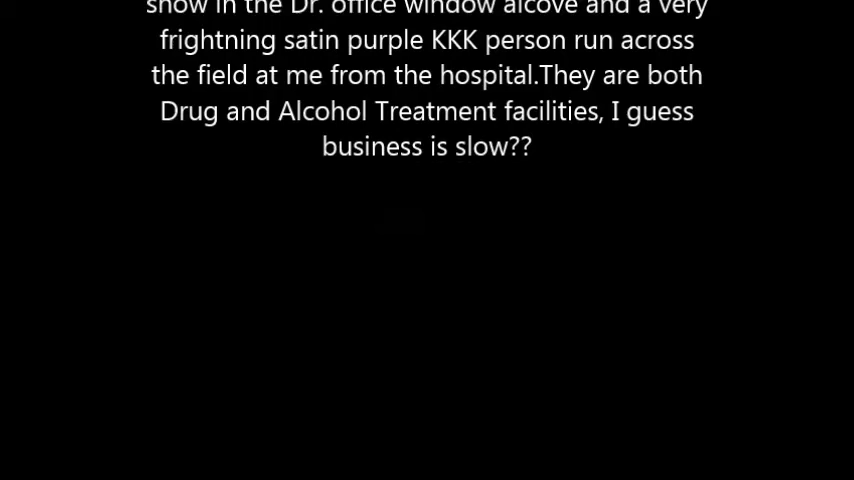 show in the Dr. office window alcove and a very
frightning satin purple KKK person run across
the field at me from the hospital.They are both
Drug and Alcohol Treatment facilities, I guess
business is slow??